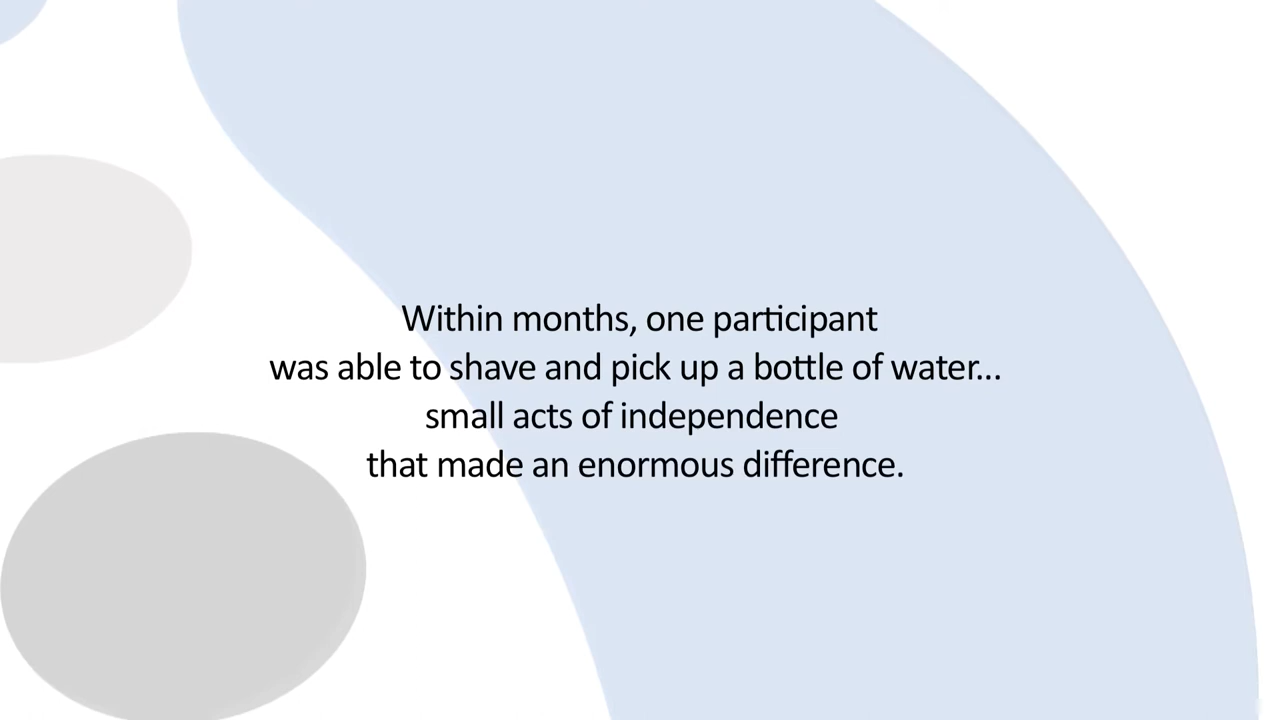 Within months, one participant
was able to shave and pick up a bottle of water...
small acts of independence
that made an enormous difference.